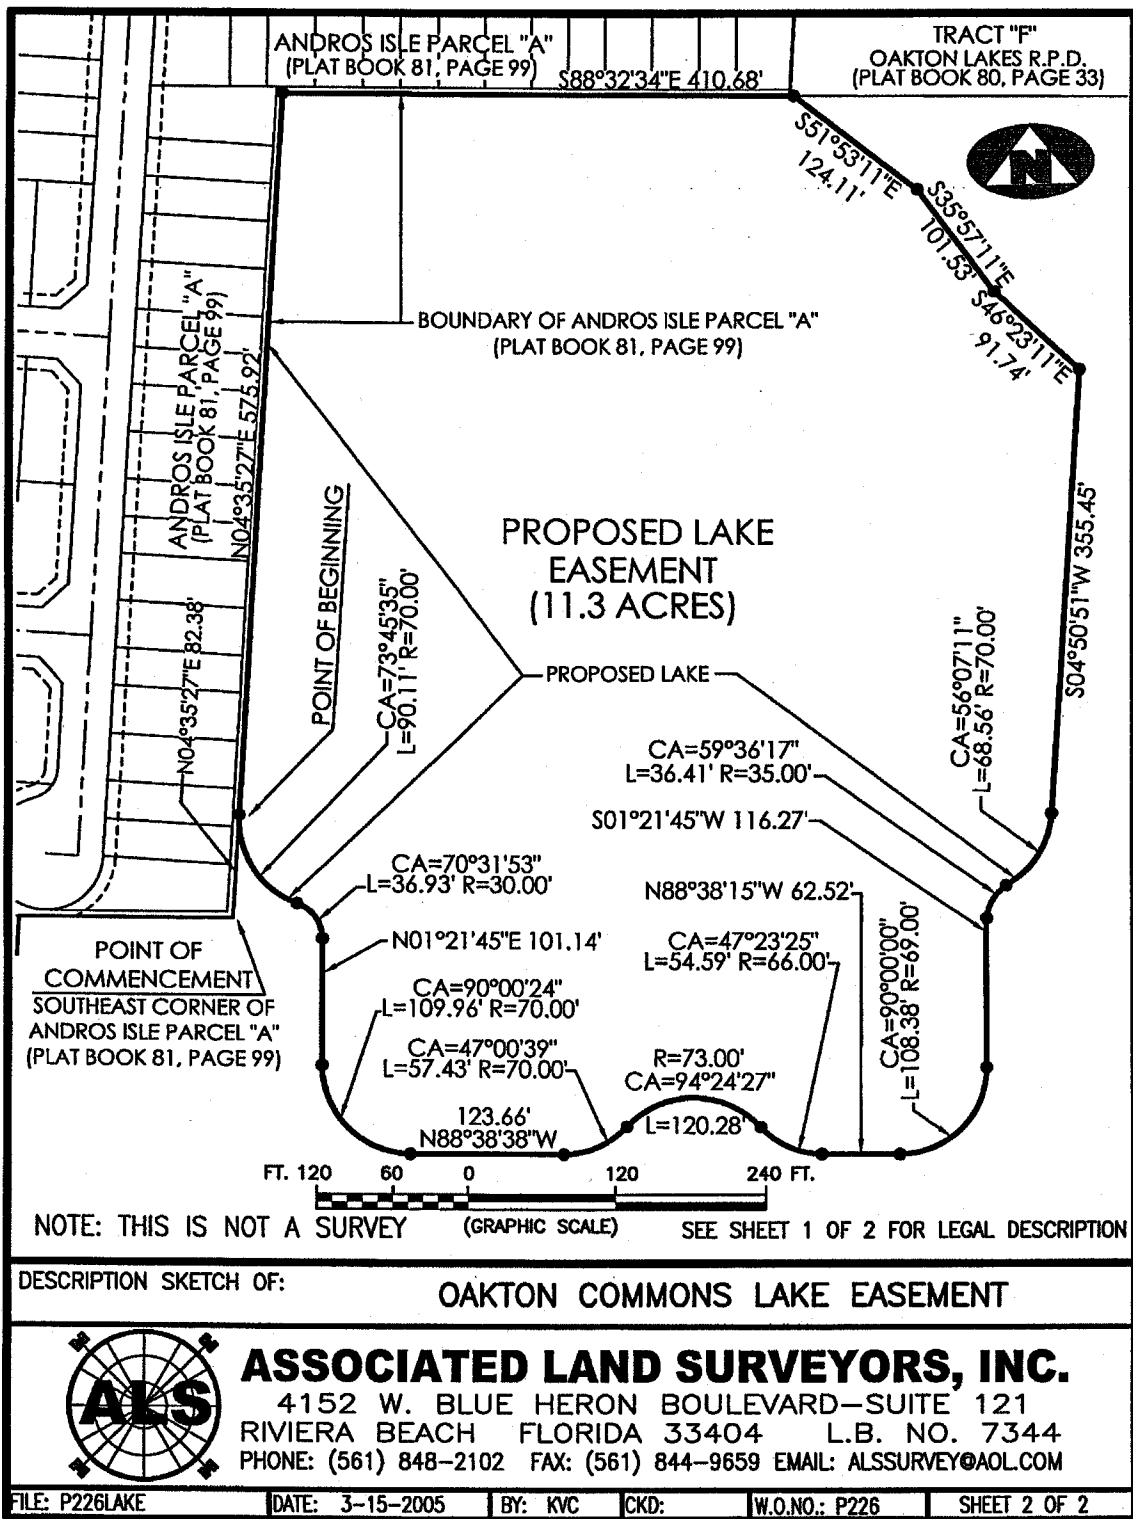 ANDROS ISLE PARCEL "A"
(PLAT BOOK 81, PAGE 99)
S88°32'34"E 410.68'
TRACT "F"
OAKTON LAKES R.P.D.
(PLAT BOOK 80, PAGE 33)
S51°53'11"E
124.11'
N
S35°57'11"E
101.53'
S46°23'11"E
91.74'
ANDROS ISLE PARCEL "A"
(PLAT BOOK 81, PAGE 99)
N04°35'27"E 575.92'
BOUNDARY OF ANDROS ISLE PARCEL "A"
(PLAT BOOK 81, PAGE 99)
POINT OF BEGINNING
PROPOSED LAKE
EASEMENT
(11.3 ACRES)
S04°50'51"W 355.45'
N04°35'27"E 82.38'
CA=73°45'35"
L=90.11' R=70.00'
PROPOSED LAKE
CA=56°07'11"
L=68.56' R=70.00'
CA=59°36'17"
L=36.41' R=35.00'
S01°21'45"W 116.27'
CA=70°31'53"
L=36.93' R=30.00'
N88°38'15"W 62.52'
N01°21'45"E 101.14'
CA=47°23'25"
L=54.59' R=66.00'
CA=90°00'00"
L=108.38' R=69.00'
POINT OF
COMMENCEMENT
SOUTHEAST CORNER OF
ANDROS ISLE PARCEL "A"
(PLAT BOOK 81, PAGE 99)
CA=90°00'24"
L=109.96' R=70.00'
CA=47°00'39"
L=57.43' R=70.00'
R=73.00'
CA=94°24'27"
L=120.28'
123.66'
N88°38'38"W
FT. 120 60 0 120 240 FT.
(GRAPHIC SCALE)
NOTE: THIS IS NOT A SURVEY
SEE SHEET 1 OF 2 FOR LEGAL DESCRIPTION
DESCRIPTION SKETCH OF:
OAKTON COMMONS LAKE EASEMENT
ALS
ASSOCIATED LAND SURVEYORS, INC.
4152 W. BLUE HERON BOULEVARD-SUITE 121
RIVIERA BEACH FLORIDA 33404 L.B. NO. 7344
PHONE: (561) 848-2102 FAX: (561) 844-9659 EMAIL: ALSSURVEY@AOL.COM
FILE: P226LAKE DATE: 3-15-2005 BY: KVC CKD: W.O.NO.: P226 SHEET 2 OF 2